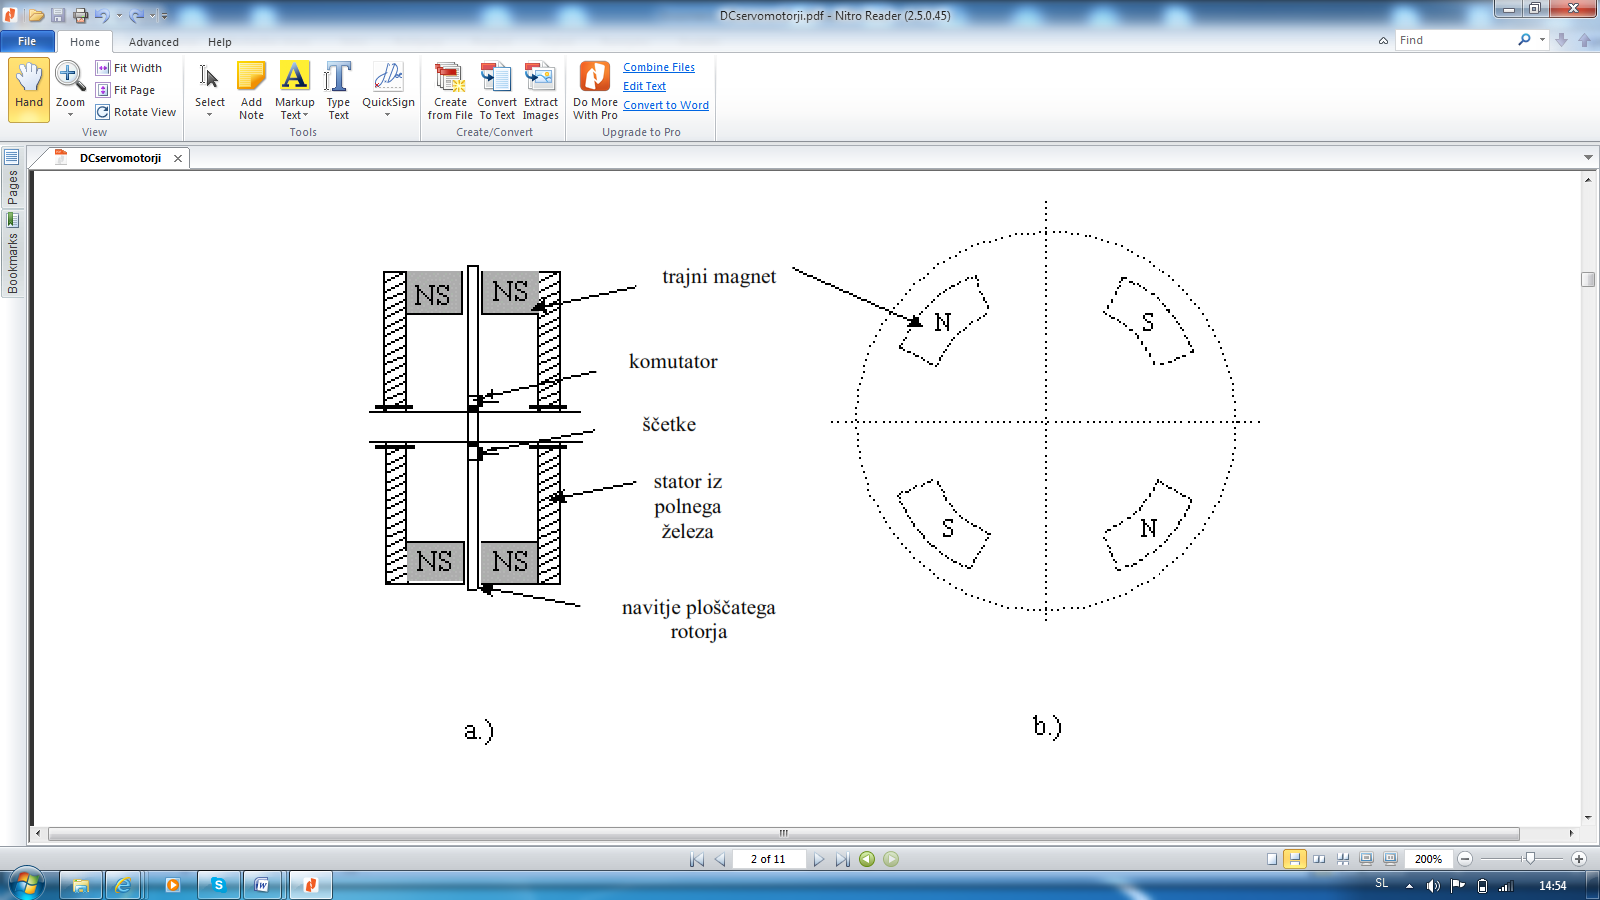 DCservomotorji.pdf - Nitro Reader (2.5.0.45)
File Home Advanced Help
Find
Hand
Zoom
Fit Width
Fit Page
Rotate View
View
Select
Add Note
Markup Text
Type Text
QuickSign
Tools
Create from File
Convert To Text
Extract Images
Create/Convert
Do More With Pro
Combine Files
Edit Text
Convert to Word
Upgrade to Pro
DCservomotorji
Pages
Bookmarks
NS NS
trajni magnet
komutator
ščetke
stator iz
polnega
železa
NS NS
navitje ploščatega
rotorja
a.)
N S
S N
b.)
2 of 11
200%
SL
14:54